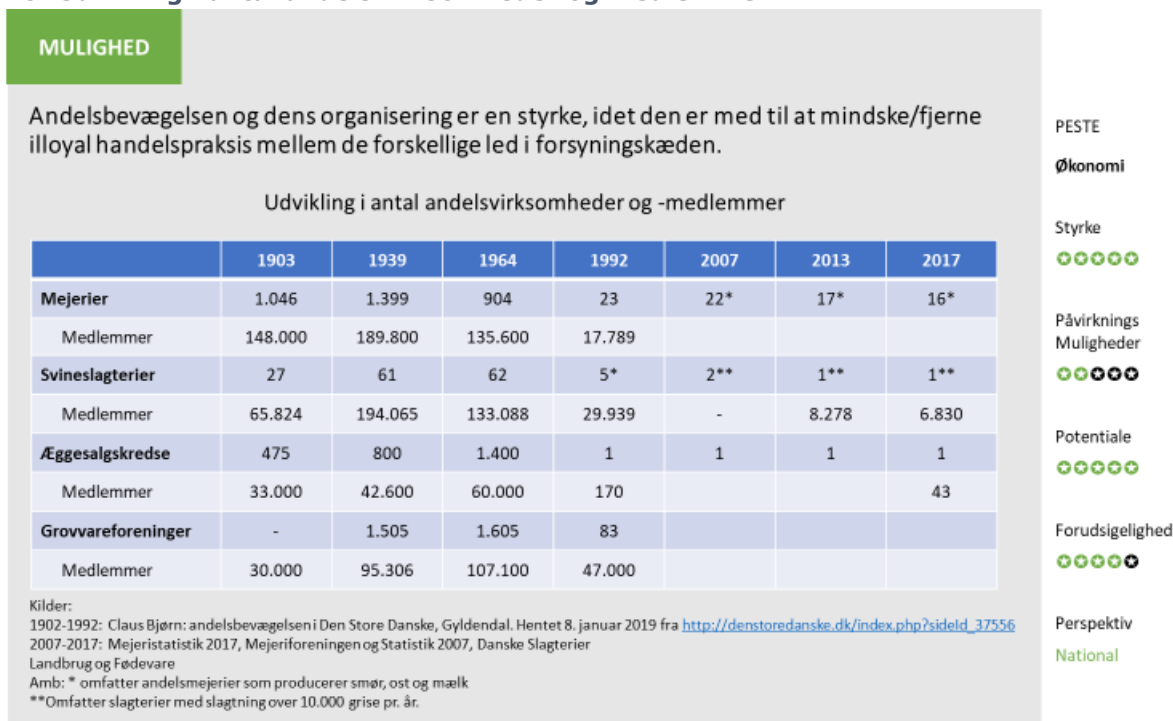 MULIGHED
Andelsbevægelsen og dens organisering er en styrke, idet den er med til at mindske/fjerne
illoyal handelspraksis mellem de forskellige led i forsyningskæden.
Udvikling i antal andelsvirksomheder og -medlemmer
1903 1939 1964 1992 2007 2013 2017
Mejerier 1.046 1.399 904 23 22* 17* 16*
Medlemmer 148.000 189.800 135.600 17.789
Svineslagterier 27 61 62 5* 2** 1** 1**
Medlemmer 65.824 194.065 133.088 29.939 - 8.278 6.830
Æggesalgskredse 475 800 1.400 1 1 1 1
Medlemmer 33.000 42.600 60.000 170 43
Grovvareforeninger - 1.505 1.605 83
Medlemmer 30.000 95.306 107.100 47.000
Kilder:
1902-1992: Claus Bjørn: andelsbevægelsen i Den Store Danske, Gyldendal. Hentet 8. januar 2019 fra http://denstoredanske.dk/index.php?sideId_37556
2007-2017: Mejeristatistik 2017, Mejeriforeningen og Statistik 2007, Danske Slagterier
Landbrug og Fødevare
Amb: * omfatter andelsmejerier som producerer smør, ost og mælk
**Omfatter slagterier med slagtning over 10.000 grise pr. år.
PESTE
Økonomi
Styrke
Påvirknings
Muligheder
Potentiale
Forudsigelighed
Perspektiv
National